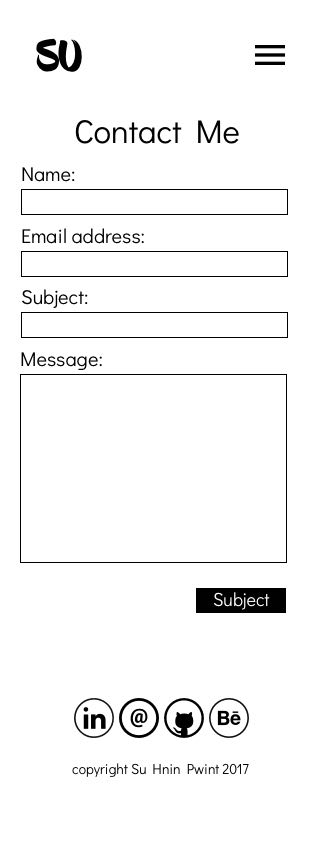 SU
Contact Me
Name:
Email address:
Subject:
Message:
Subject
in @ Bē
copyright Su Hnin Pwint 2017